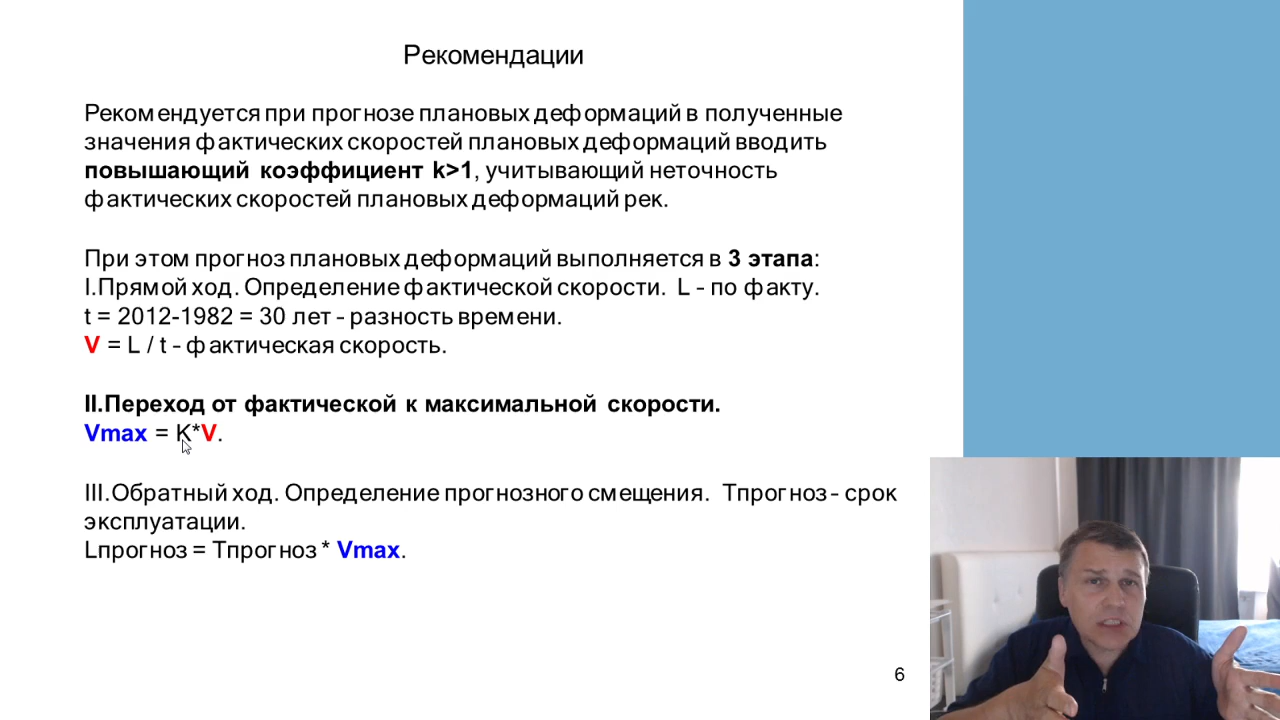 Рекомендации
Рекомендуется при прогнозе плановых деформаций в полученные
значения фактических скоростей плановых деформаций вводить
повышающий коэффициент k>1, учитывающий неточность
фактических скоростей плановых деформаций рек.
При этом прогноз плановых деформаций выполняется в 3 этапа:
I.Прямой ход. Определение фактической скорости. L - по факту.
t = 2012-1982 = 30 лет - разность времени.
V = L / t - фактическая скорость.
II.Переход от фактической к максимальной скорости.
Vmax = K*V.
III.Обратный ход. Определение прогнозного смещения. Тпрогноз - срок
эксплуатации.
Lпрогноз = Тпрогноз * Vmax.
6